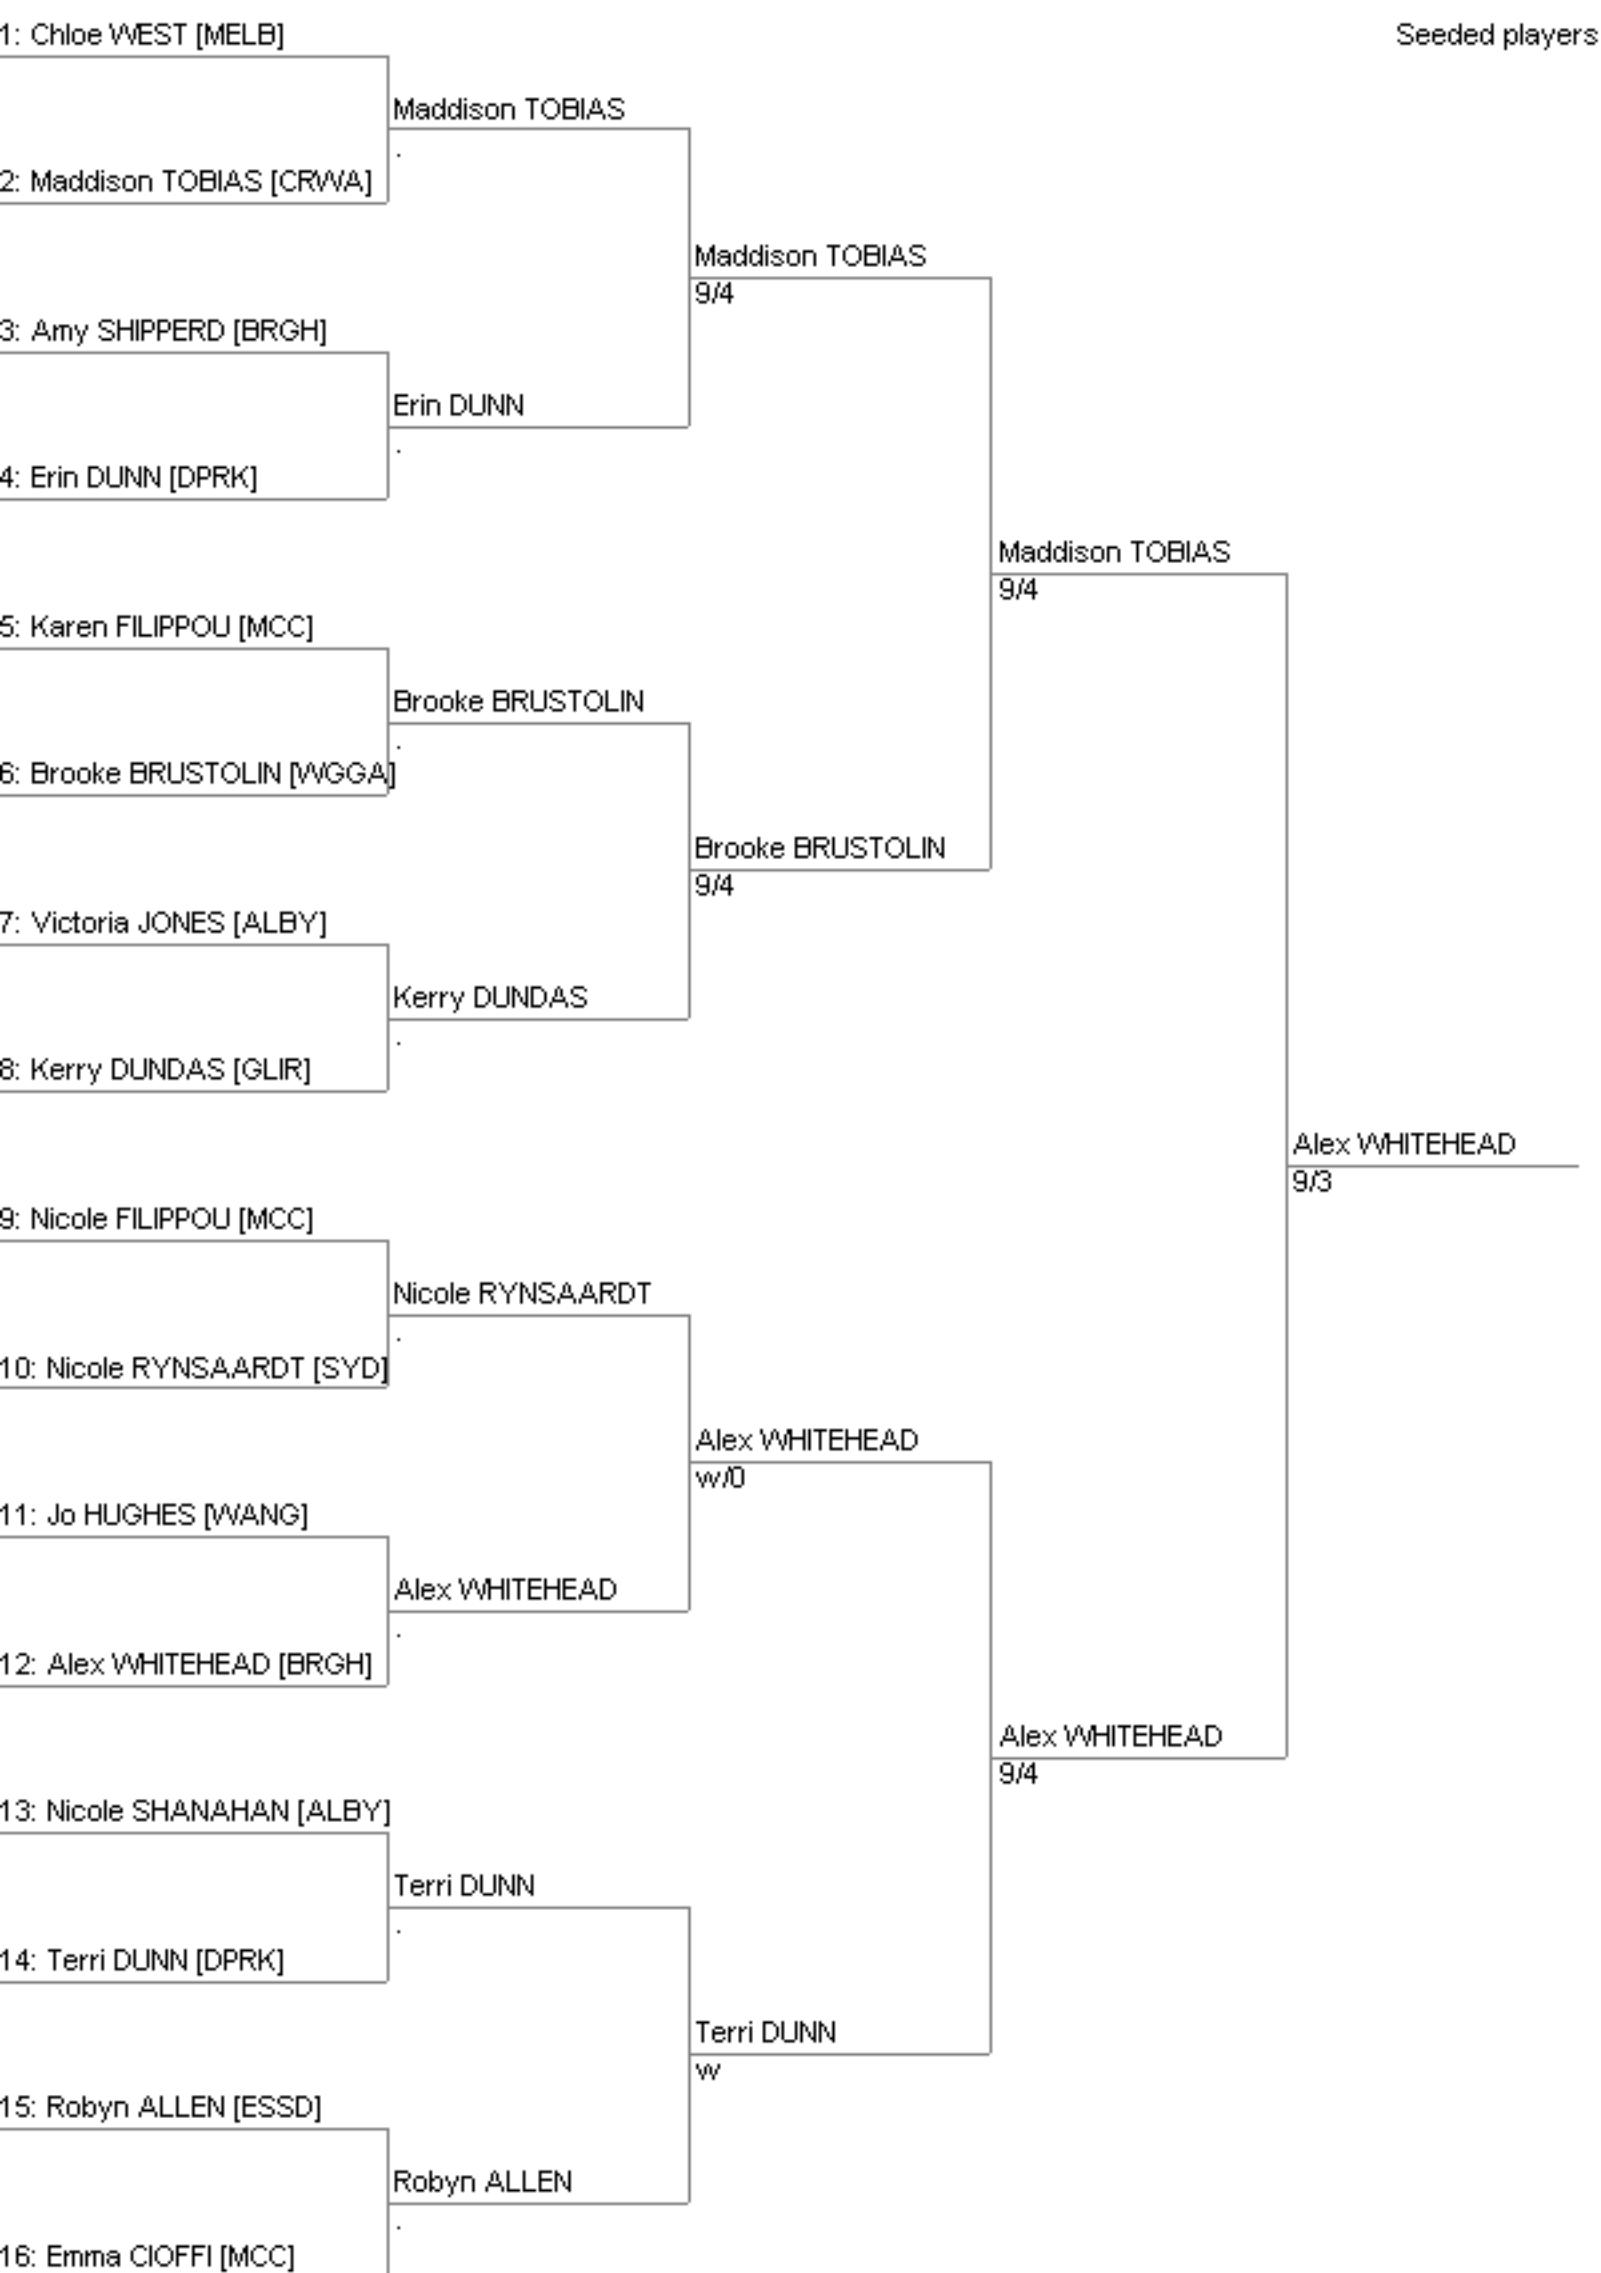 1: Chloe WEST [MELB]
Seeded players
Maddison TOBIAS
.
2: Maddison TOBIAS [CRWA]
Maddison TOBIAS
9/4
3: Amy SHIPPERD [BRGH]
Erin DUNN
.
4: Erin DUNN [DPRK]
Maddison TOBIAS
9/4
5: Karen FILIPPOU [MCC]
Brooke BRUSTOLIN
.
6: Brooke BRUSTOLIN [WGGA]
Brooke BRUSTOLIN
9/4
7: Victoria JONES [ALBY]
Kerry DUNDAS
.
8: Kerry DUNDAS [GLIR]
Alex WHITEHEAD
9/3
9: Nicole FILIPPOU [MCC]
Nicole RYNSAARDT
.
10: Nicole RYNSAARDT [SYD]
Alex WHITEHEAD
w/0
11: Jo HUGHES [WANG]
Alex WHITEHEAD
.
12: Alex WHITEHEAD [BRGH]
Alex WHITEHEAD
9/4
13: Nicole SHANAHAN [ALBY]
Terri DUNN
.
14: Terri DUNN [DPRK]
Terri DUNN
w
15: Robyn ALLEN [ESSD]
Robyn ALLEN
.
16: Emma CIOFFI [MCC]